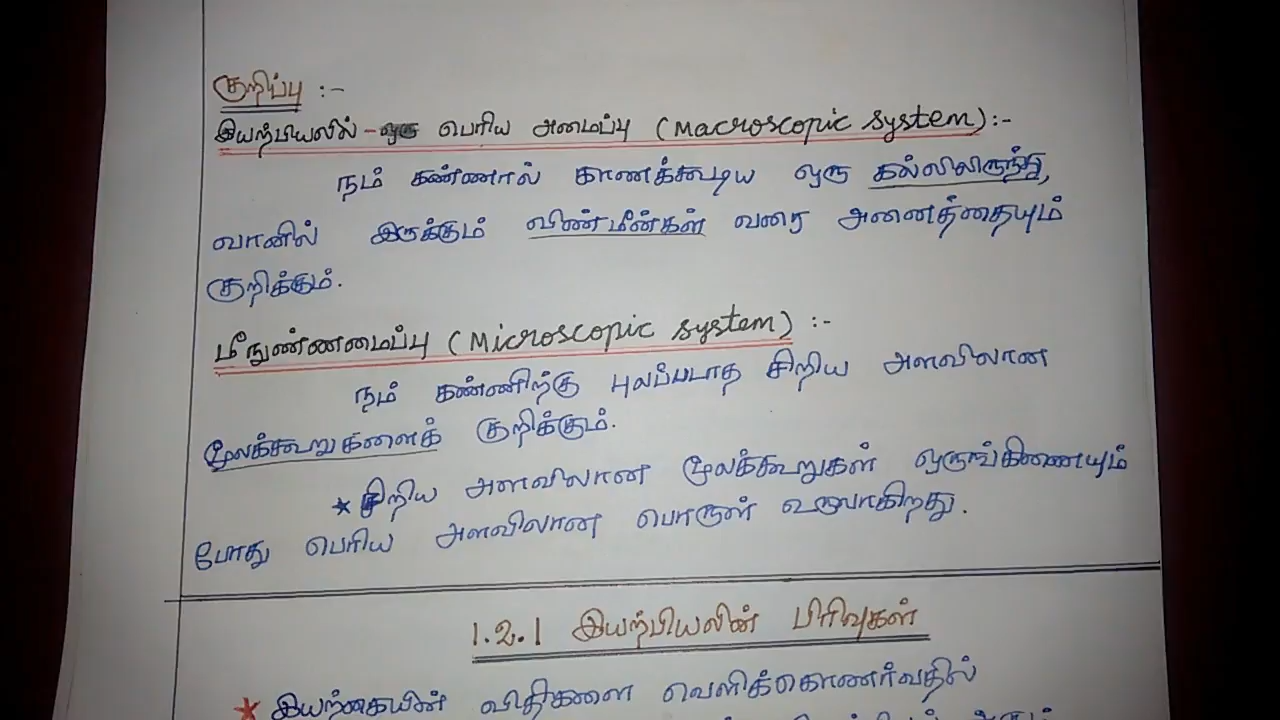 குறிப்பு :-
இயற்பியலில் - ஒரு பெரிய அமைப்பு (Macroscopic system) :-
நம் கண்ணால் காணக்கூடிய ஒரு கல்லிலிருந்து,
வானில் இருக்கும் விண்மீன்கள் வரை அனைத்தையும்
குறிக்கும்.
மீநுண்ணமைப்பு (Microscopic system) :-
நம் கண்ணிற்கு புலப்படாத சிறிய அளவிலான
மூலக்கூறுகளைக் குறிக்கும்.
* சிறிய அளவிலான மூலக்கூறுகள் ஒருங்கிணையும்
போது பெரிய அளவிலான பொருள் உருவாகிறது.
1.2.1 இயற்பியலின் பிரிவுகள்
* இயற்கையின் விதிகளை வெளிக்கொணர்வதில்